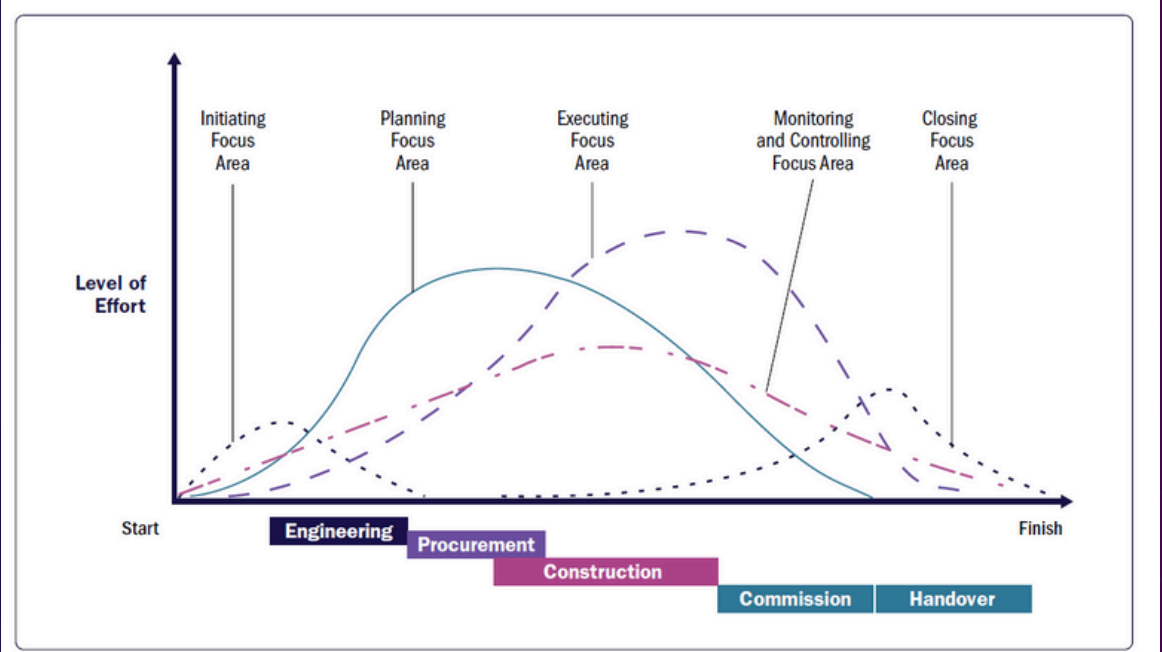 Initiating
Focus
Area
Planning
Focus
Area
Executing
Focus
Area
Monitoring
and Controlling
Focus Area
Closing
Focus
Area
Level of
Effort
Start
Finish
Engineering
Procurement
Construction
Commission
Handover